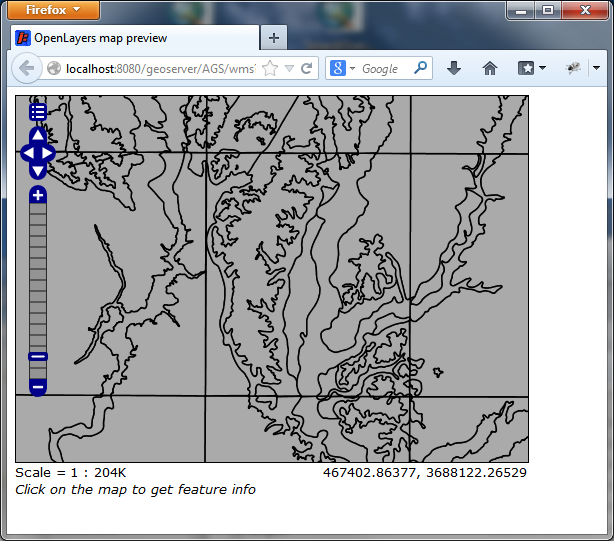 Firefox
OpenLayers map preview
localhost:8080/geoserver/AGS/wms?
Google
Scale = 1 : 204K
467402.86377, 3688122.26529
Click on the map to get feature info